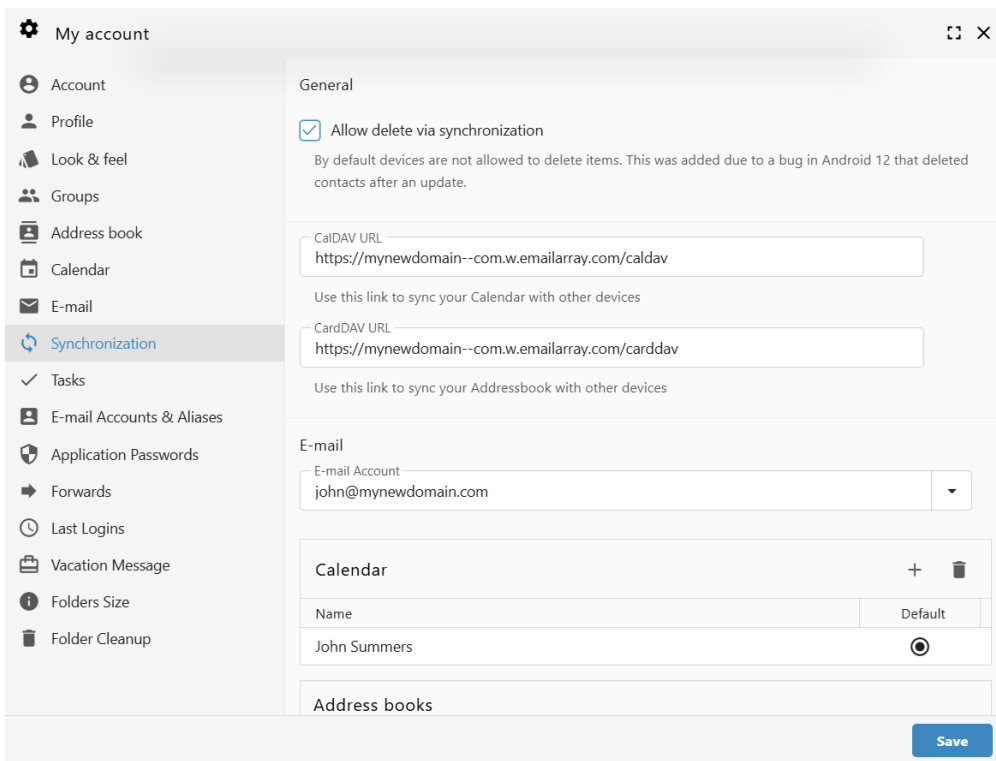 My account
Account
Profile
Look & feel
Groups
Address book
Calendar
E-mail
Synchronization
Tasks
E-mail Accounts & Aliases
Application Passwords
Forwards
Last Logins
Vacation Message
Folders Size
Folder Cleanup
General
Allow delete via synchronization
By default devices are not allowed to delete items. This was added due to a bug in Android 12 that deleted
contacts after an update.
CalDAV URL
https://mynewdomain--com.w.emailarray.com/caldav
Use this link to sync your Calendar with other devices
CardDAV URL
https://mynewdomain--com.w.emailarray.com/carddav
Use this link to sync your Addressbook with other devices
E-mail
E-mail Account
john@mynewdomain.com
Calendar
Name Default
John Summers
Address books
Save